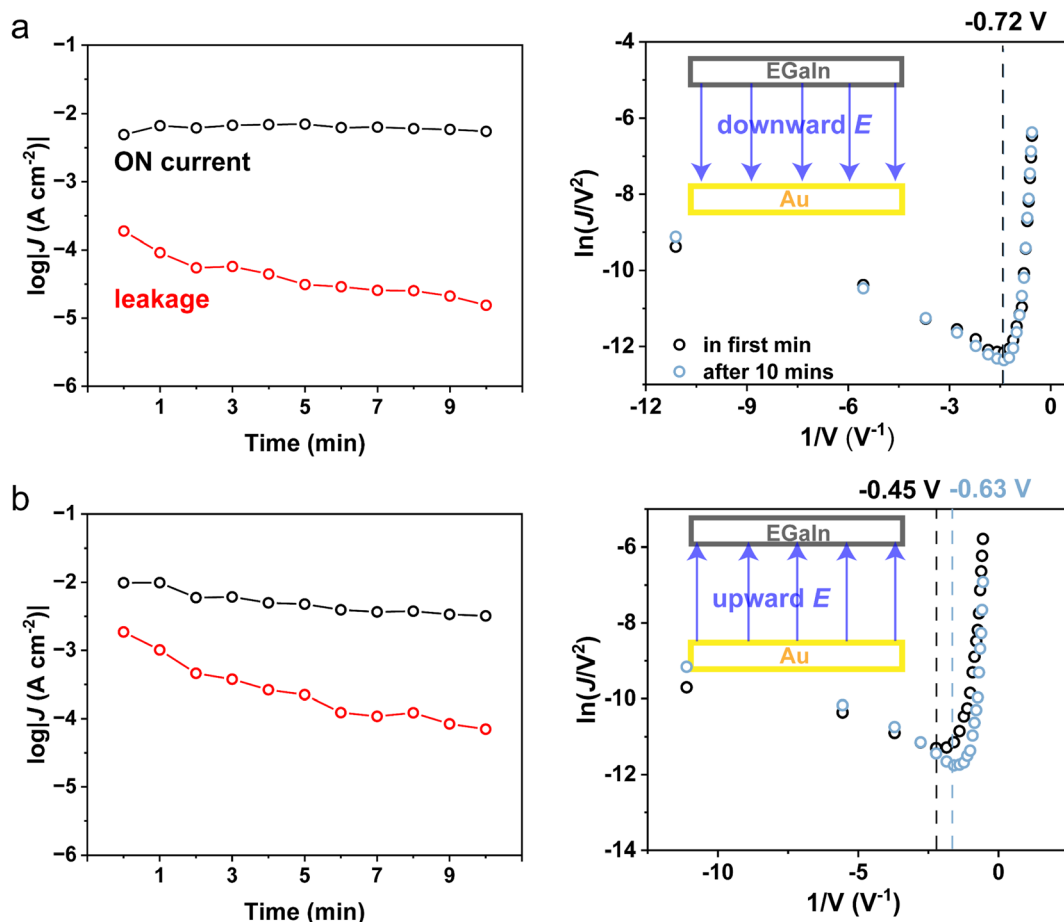 a
−1
−2
−3
−4
−5
−6
log|J (A cm⁻²)|
ON current
leakage
1 3 5 7 9
Time (min)
-0.72 V
-4
-6
-8
-10
-12
ln(J/V²)
EGaIn
downward E
Au
in first min
after 10 mins
-12 -9 -6 -3 0
1/V (V⁻¹)
b
−1
−2
−3
−4
−5
−6
log|J (A cm⁻²)|
1 3 5 7 9
Time (min)
-0.45 V -0.63 V
-6
-8
-10
-12
-14
ln(J/V²)
EGaIn
upward E
Au
-10 -5 0
1/V (V⁻¹)